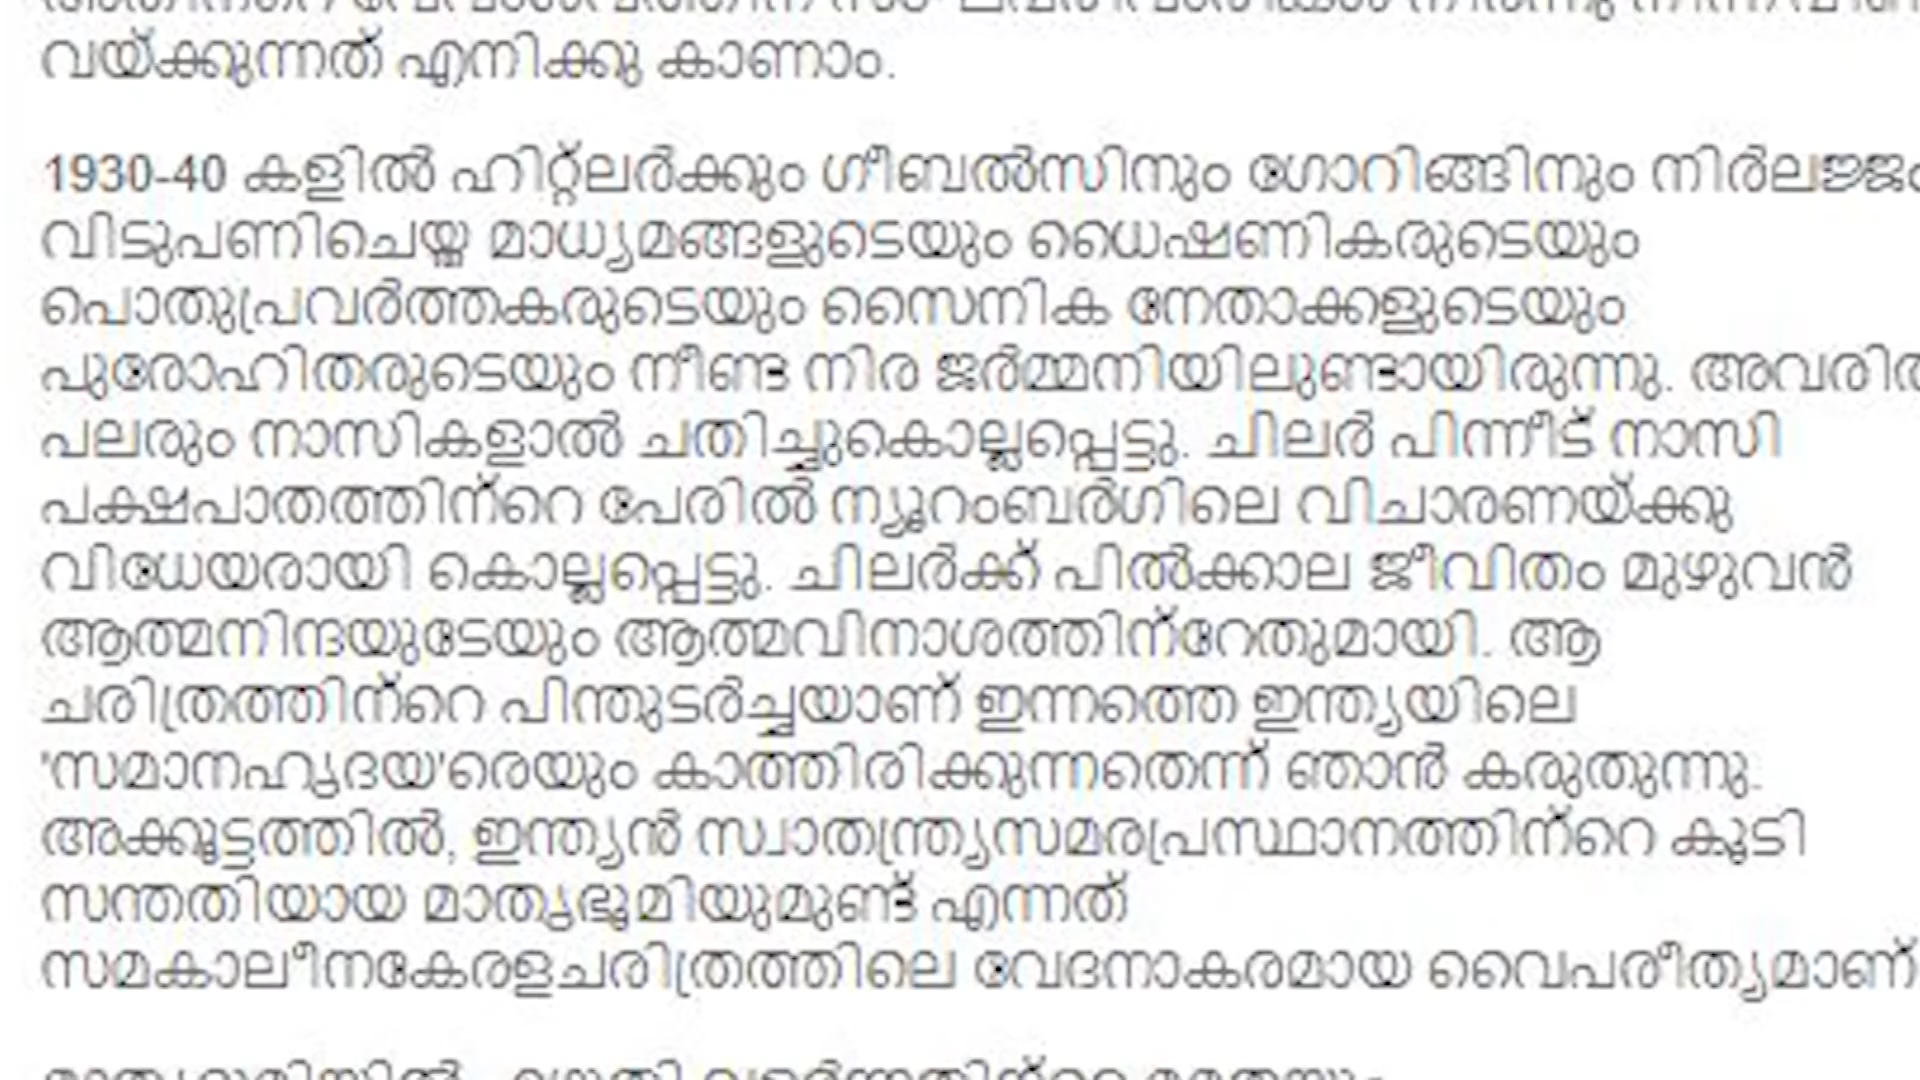 വയ്ക്കുന്നത് എനിക്കു കാണാം.
1930-40 കളിൽ ഹിറ്റ്ലർക്കും ഗീബൽസിനും ഗോറിങ്ങിനും നിർലജ്ജം
വിടുപണിചെയ്ത മാധ്യമങ്ങളുടെയും ധൈഷണികരുടെയും
പൊതുപ്രവർത്തകരുടെയും സൈനിക നേതാക്കളുടെയും
പുരോഹിതരുടെയും നീണ്ട നിര ജർമ്മനിയിലുണ്ടായിരുന്നു. അവരിൽ
പലരും നാസികളാൽ ചതിച്ചുകൊല്ലപ്പെട്ടു. ചിലർ പിന്നീട് നാസി
പക്ഷപാതത്തിന്റെ പേരിൽ ന്യൂറംബർഗിലെ വിചാരണയ്ക്കു
വിധേയരായി കൊല്ലപ്പെട്ടു. ചിലർക്ക് പിൽക്കാല ജീവിതം മുഴുവൻ
ആത്മനിന്ദയുടേയും ആത്മവിനാശത്തിന്റേതുമായി. ആ
ചരിത്രത്തിന്റെ പിന്തുടർച്ചയാണ് ഇന്നത്തെ ഇന്ത്യയിലെ
'സമാനഹൃദയ'രെയും കാത്തിരിക്കുന്നതെന്ന് ഞാൻ കരുതുന്നു.
അക്കൂട്ടത്തിൽ, ഇന്ത്യൻ സ്വാതന്ത്ര്യസമരപ്രസ്ഥാനത്തിന്റെ കൂടി
സന്തതിയായ മാതൃഭൂമിയുമുണ്ട് എന്നത്
സമകാലീനകേരളചരിത്രത്തിലെ വേദനാകരമായ വൈപരീത്യമാണ്